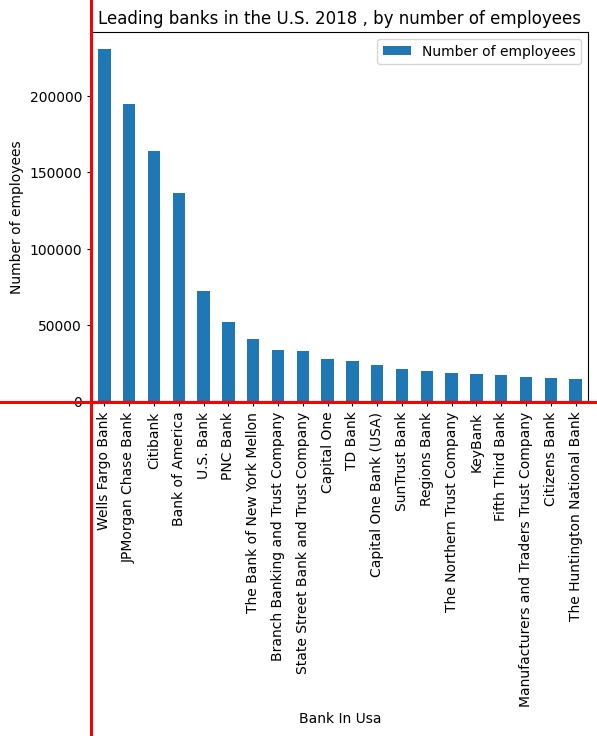 Leading banks in the U.S. 2018 , by number of employees
Number of employees
Number of employees
200000
150000
100000
50000
0
Wells Fargo Bank
JPMorgan Chase Bank
Citibank
Bank of America
U.S. Bank
PNC Bank
The Bank of New York Mellon
Branch Banking and Trust Company
State Street Bank and Trust Company
Capital One
TD Bank
Capital One Bank (USA)
SunTrust Bank
Regions Bank
The Northern Trust Company
KeyBank
Fifth Third Bank
Manufacturers and Traders Trust Company
Citizens Bank
The Huntington National Bank
Bank In Usa